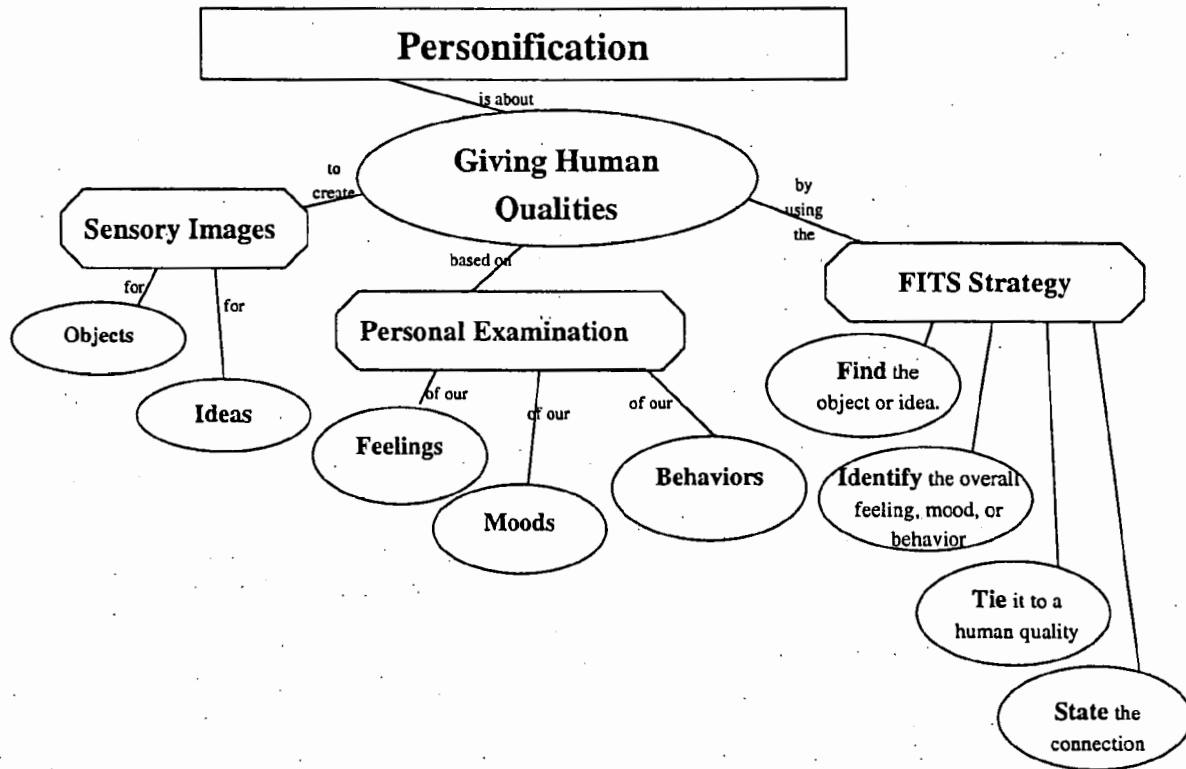 Personification
is about
Giving Human
Qualities
to
create
Sensory Images
for
Objects
for
Ideas
based on
Personal Examination
of our
Feelings
of our
Moods
of our
Behaviors
by
using
the
FITS Strategy
Find the
object or idea.
Identify the overall
feeling, mood, or
behavior
Tie it to a
human quality
State the
connection